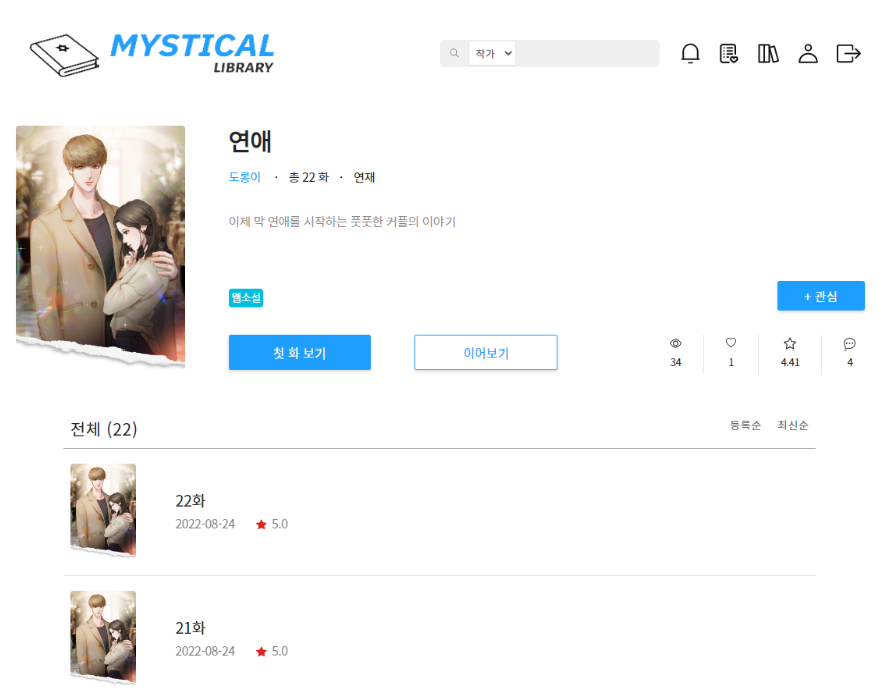 MYSTICAL
LIBRARY
작가
연애
도롱이 · 총 22 화 · 연재
이제 막 연애를 시작하는 풋풋한 커플의 이야기
웹소설
+ 관심
첫 화 보기
이어보기
34
1
4.41
4
전체 (22)
등록순 최신순
22화
2022-08-24 ★ 5.0
21화
2022-08-24 ★ 5.0